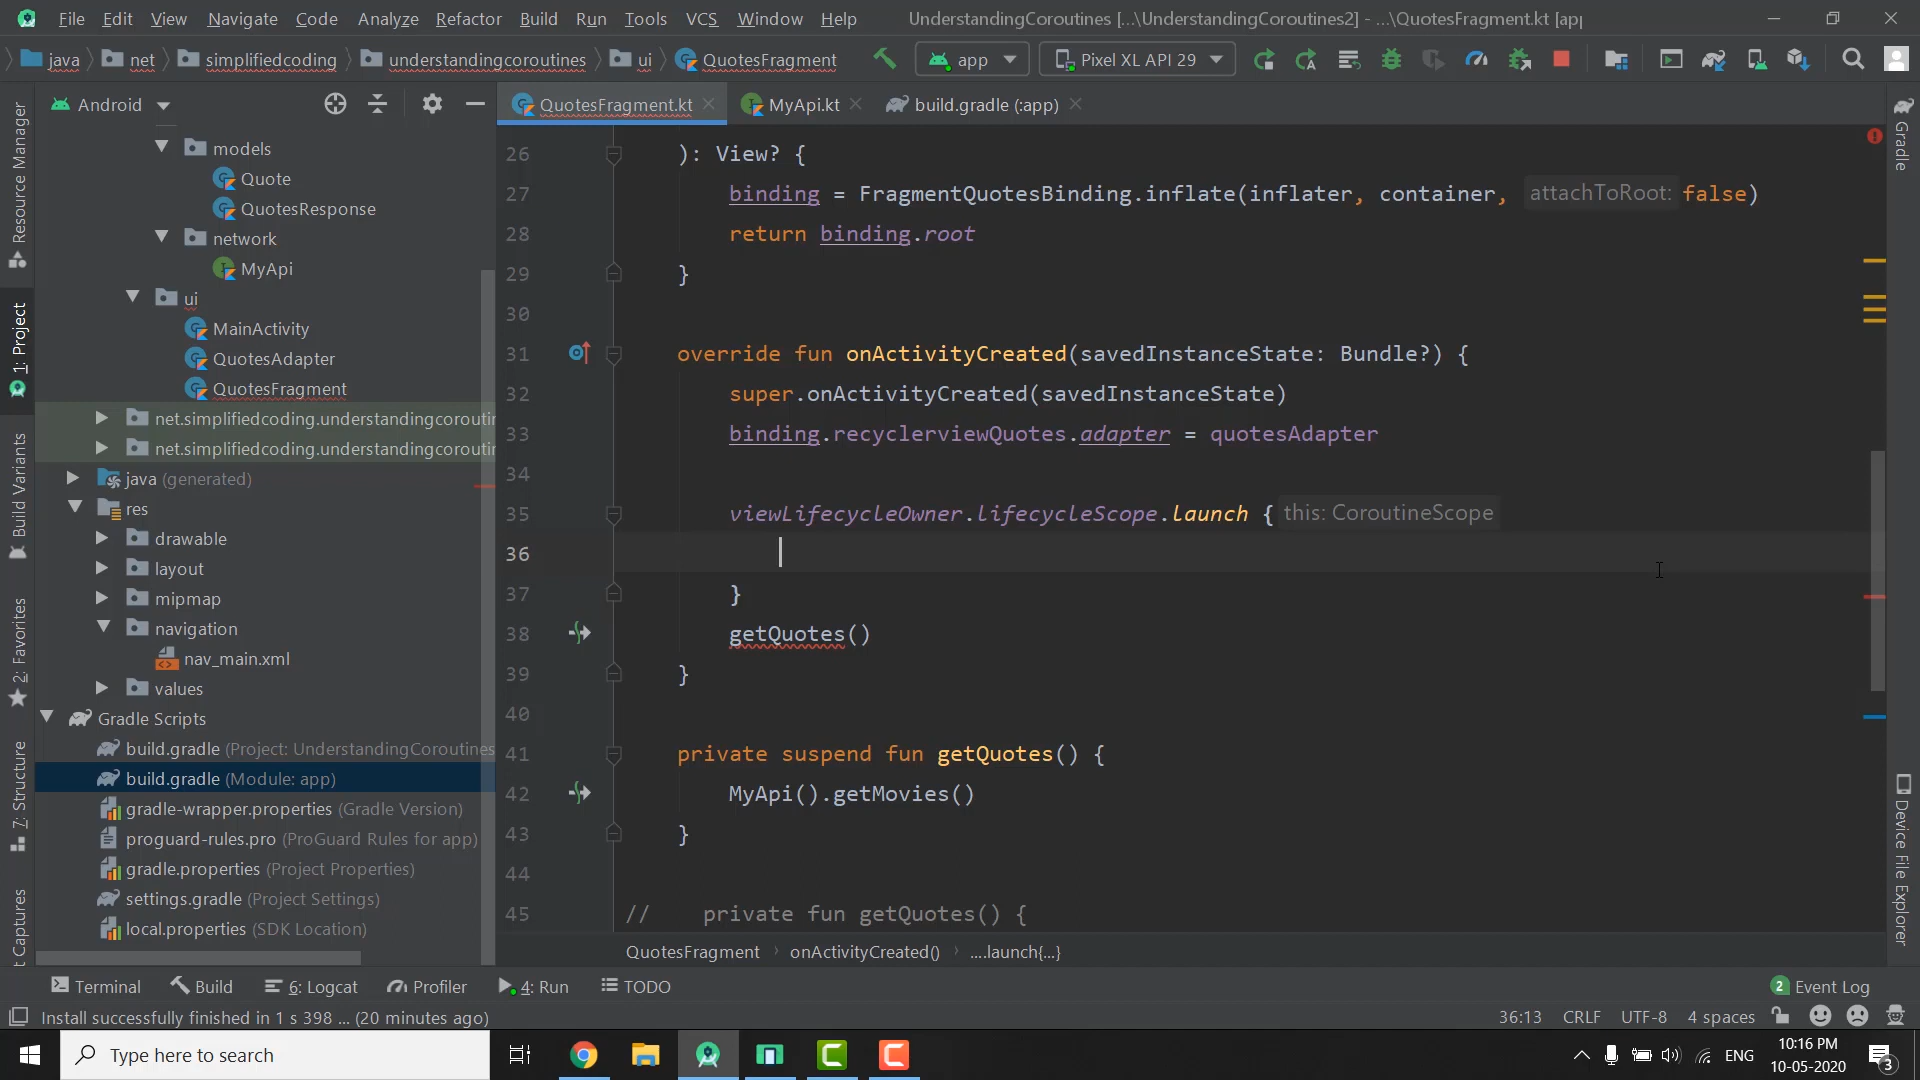 File Edit View Navigate Code Analyze Refactor Build Run Tools VCS Window Help UnderstandingCoroutines [...\UnderstandingCoroutines2] - ...\QuotesFragment.kt [app
java net simplifiedcoding understandingcoroutines ui QuotesFragment app Pixel XL API 29
Android
QuotesFragment.kt MyApi.kt build.gradle (:app)
models
Quote
QuotesResponse
network
MyApi
ui
MainActivity
QuotesAdapter
QuotesFragment
net.simplifiedcoding.understandingcoroutin
net.simplifiedcoding.understandingcoroutin
java (generated)
res
drawable
layout
mipmap
navigation
nav_main.xml
values
Gradle Scripts
build.gradle (Project: UnderstandingCoroutines
build.gradle (Module: app)
gradle-wrapper.properties (Gradle Version)
proguard-rules.pro (ProGuard Rules for app)
gradle.properties (Project Properties)
settings.gradle (Project Settings)
local.properties (SDK Location)
Resource Manager
1: Project
Build Variants
2: Favorites
7: Structure
t Captures
26 ): View? {
27 binding = FragmentQuotesBinding.inflate(inflater, container, attachToRoot: false)
28 return binding.root
29 }
30
31 override fun onActivityCreated(savedInstanceState: Bundle?) {
32 super.onActivityCreated(savedInstanceState)
33 binding.recyclerviewQuotes.adapter = quotesAdapter
34
35 viewLifecycleOwner.lifecycleScope.launch { this: CoroutineScope
36
37 }
38 getQuotes()
39 }
40
41 private suspend fun getQuotes() {
42 MyApi().getMovies()
43 }
44
45 // private fun getQuotes() {
QuotesFragment onActivityCreated() ....launch{...}
Gradle
Device File Explorer
Terminal Build 6: Logcat Profiler 4: Run TODO 2 Event Log
Install successfully finished in 1 s 398 ... (20 minutes ago) 36:13 CRLF UTF-8 4 spaces
Type here to search
ENG
10:16 PM
10-05-2020
3